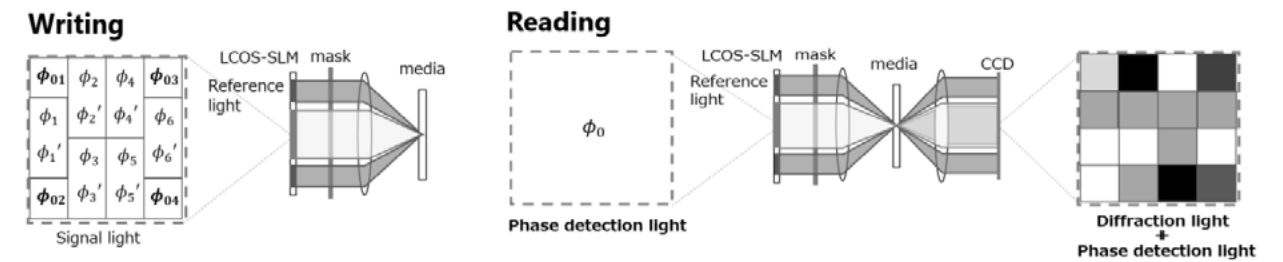 Writing
ϕ01 ϕ2 ϕ4 ϕ03
ϕ1 ϕ2′ ϕ4′ ϕ6
ϕ1′ ϕ3 ϕ5 ϕ6′
ϕ02 ϕ3′ ϕ5′ ϕ04
Signal light
LCOS-SLM mask
Reference
light
media
Reading
ϕ0
Phase detection light
LCOS-SLM mask
Reference
light
media
CCD
Diffraction light
+
Phase detection light